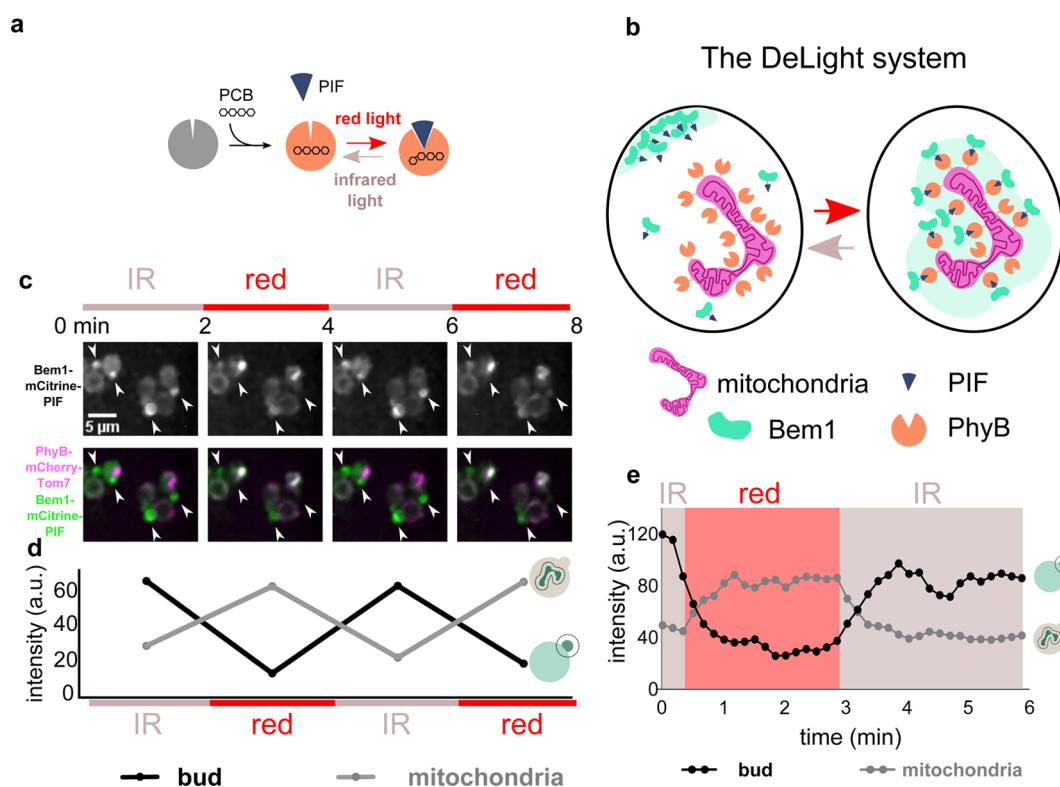 a
PCB
PIF
red light
infrared
light
b
The DeLight system
mitochondria
PIF
Bem1
PhyB
c
IR
red
IR
red
0 min
2
4
6
8
Bem1-
mCitrine-
PIF
5 µm
PhyB-
mCherry-
Tom7
Bem1-
mCitrine-
PIF
d
intensity (a.u.)
60
40
20
0
IR
red
IR
red
bud
mitochondria
e
IR
red
IR
intensity (a.u.)
120
80
40
0
0
1
2
3
4
5
6
time (min)
bud
mitochondria